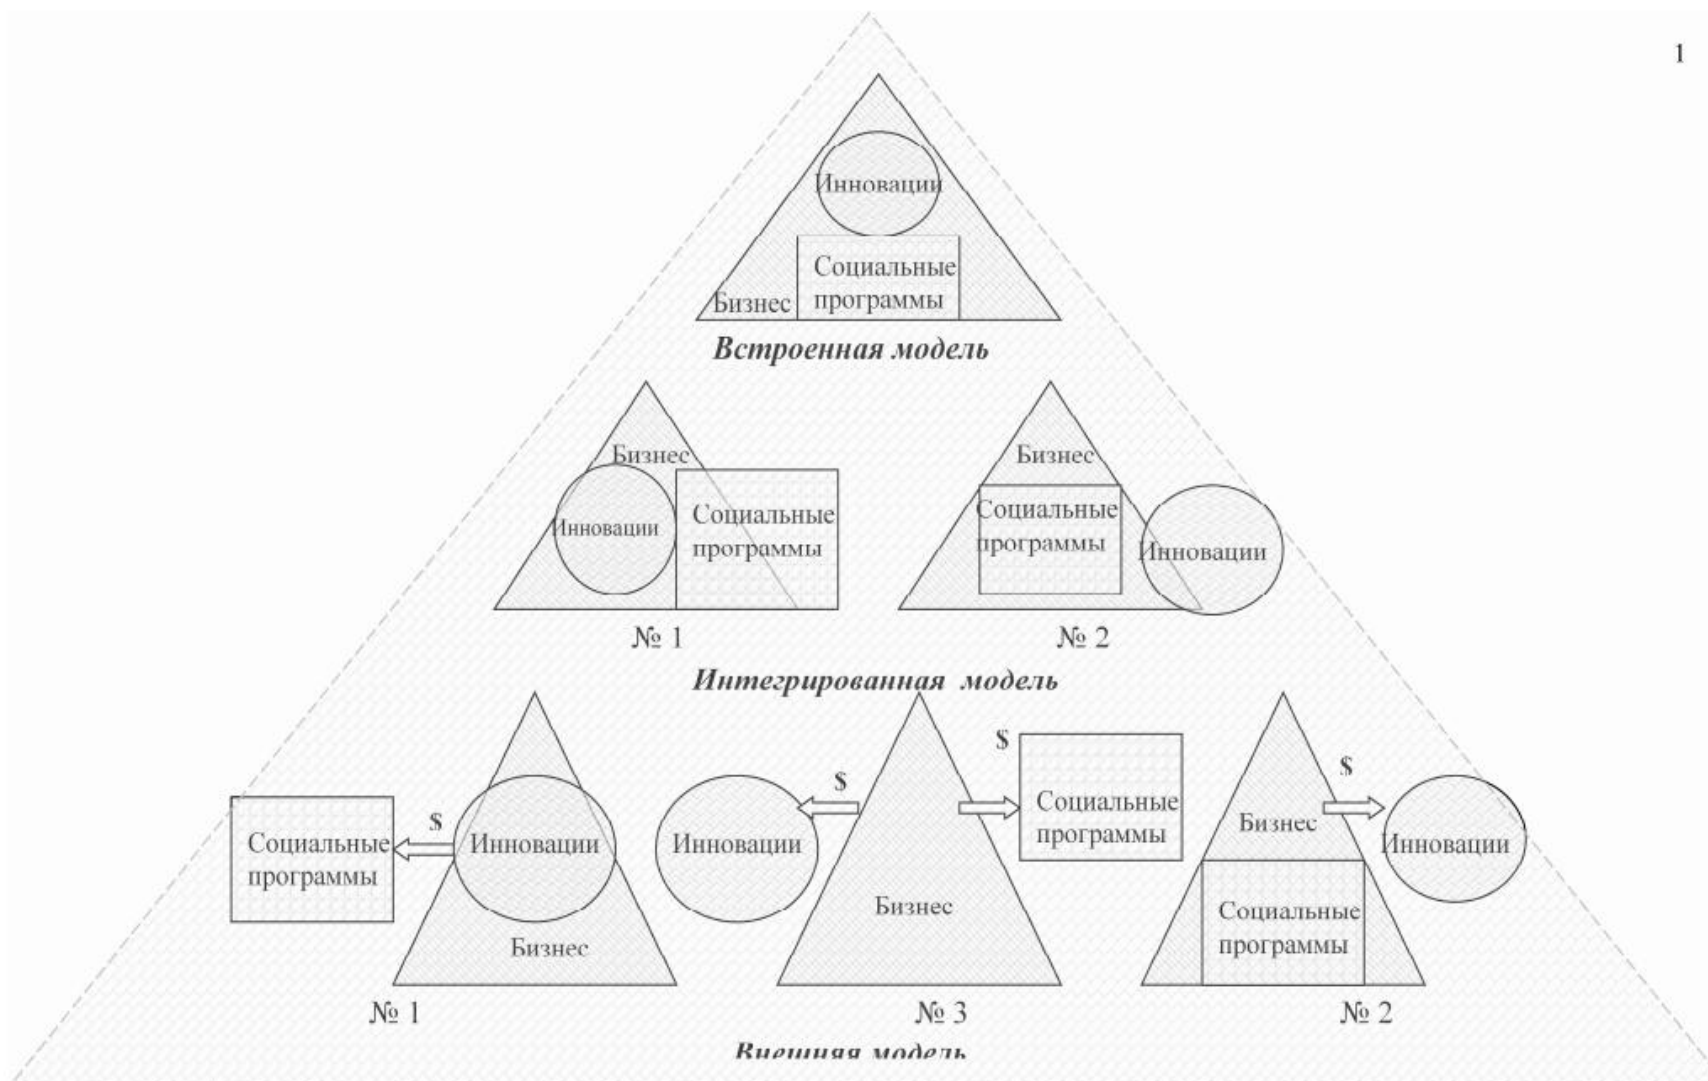 1
Инновации
Социальные
программы
Бизнес
Встроенная модель
Бизнес
Инновации
Социальные
программы
№ 1
Бизнес
Социальные
программы
Инновации
№ 2
Интегрированная модель
Социальные
программы
$
Инновации
Бизнес
№ 1
Инновации
$
Бизнес
$
Социальные
программы
№ 3
Бизнес
$
Инновации
Социальные
программы
№ 2
Внешняя модель